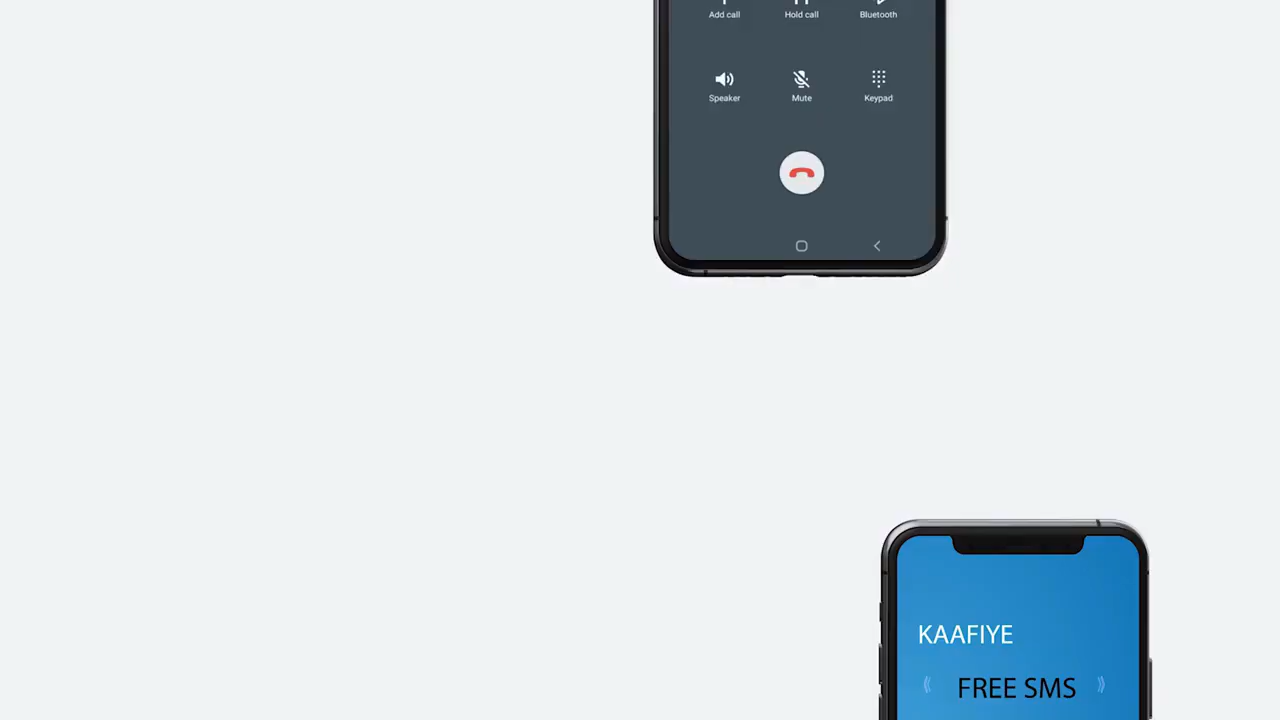 Add call Hold call Bluetooth
Speaker Mute Keypad
KAAFIYE
FREE SMS